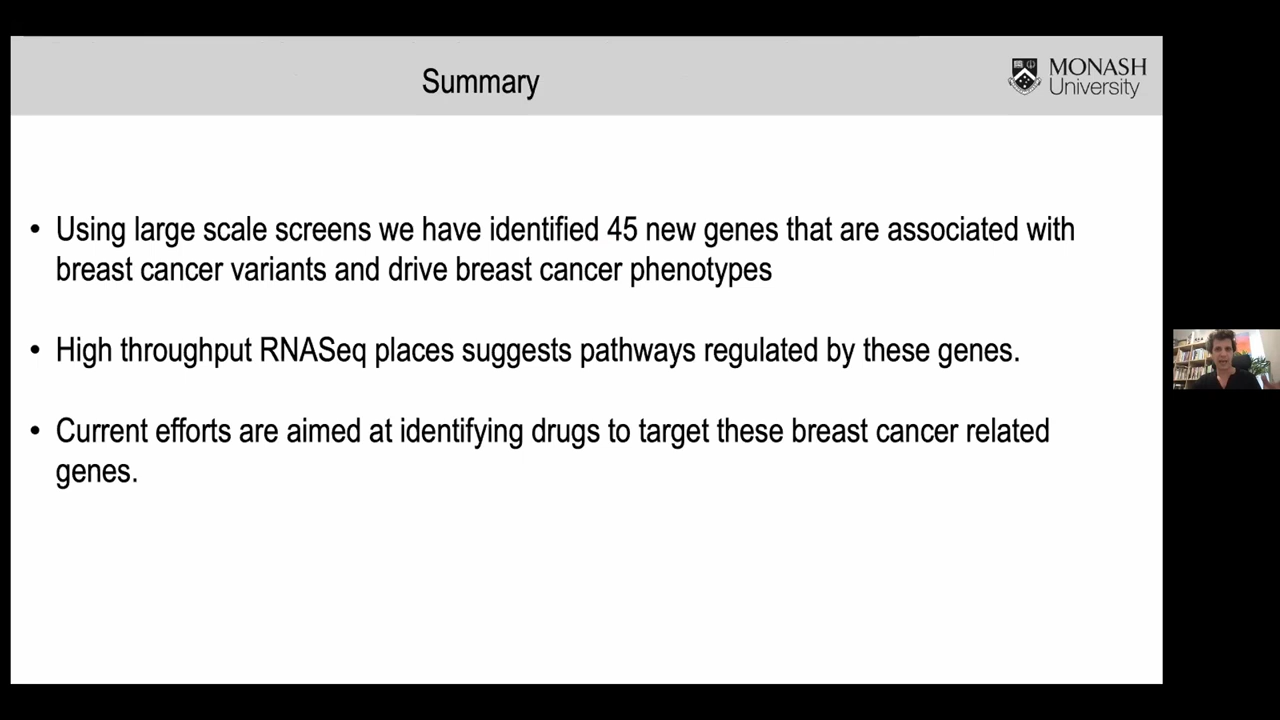 Summary
MONASH
University
• Using large scale screens we have identified 45 new genes that are associated with
breast cancer variants and drive breast cancer phenotypes
• High throughput RNASeq places suggests pathways regulated by these genes.
• Current efforts are aimed at identifying drugs to target these breast cancer related
genes.